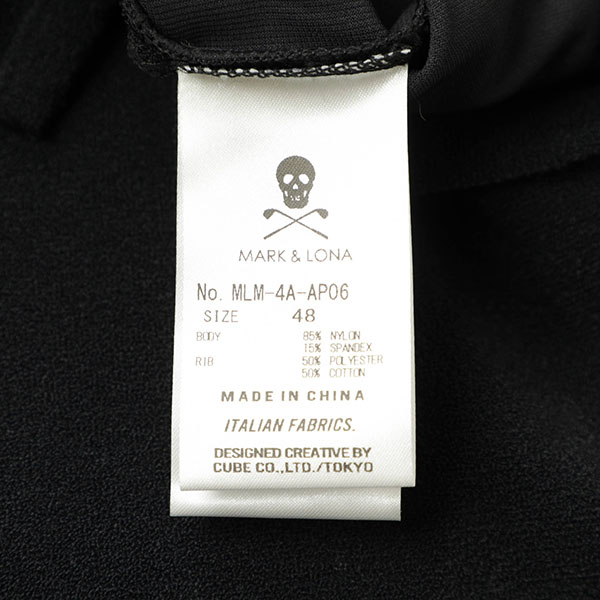 MARK & LONA
No. MLM-4A-AP06
SIZE 48
BODY 85% NYLON
15% SPANDEX
RIB 50% POLYESTER
50% COTTON
MADE IN CHINA
ITALIAN FABRICS.
DESIGNED CREATIVE BY
CUBE CO.,LTD./TOKYO